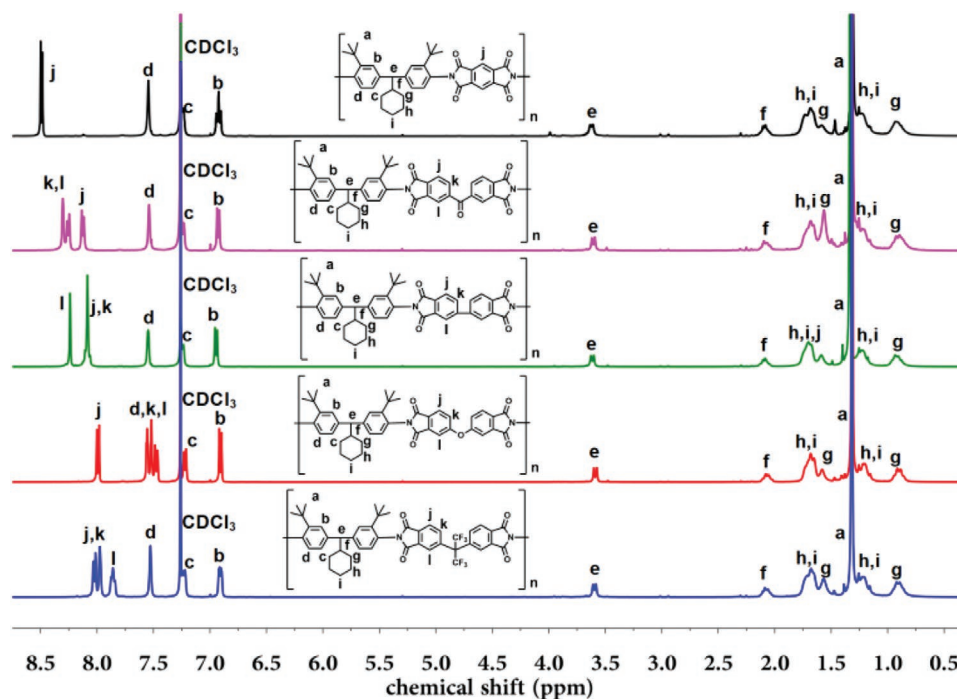 CDCl3
j
d
c
b
e
f
h,i
g
a
h,i
g
a
b
e
f
d
c
g
h
i
j
O
O
N
N
O
O
n
CDCl3
k,l
j
d
c
b
e
f
h,i
g
a
h,i
g
a
b
e
f
d
c
g
h
i
j
k
l
O
O
N
N
O
O
O
n
CDCl3
l
j,k
d
c
b
e
f
h,i,j
a
h,i
g
a
b
e
f
d
c
g
h
i
j
k
l
O
O
N
N
O
O
n
CDCl3
j
d,k,l
c
b
e
f
h,i
g
a
h,i
g
a
b
e
f
d
c
g
h
i
j
k
l
O
O
N
N
O
O
O
n
CDCl3
j,k
l
d
c
b
e
f
h,i
g
a
h,i
g
a
b
e
f
d
c
g
h
i
j
k
l
O
O
N
N
CF3
CF3
O
O
n
8.5 8.0 7.5 7.0 6.5 6.0 5.5 5.0 4.5 4.0 3.5 3.0 2.5 2.0 1.5 1.0 0.5
chemical shift (ppm)